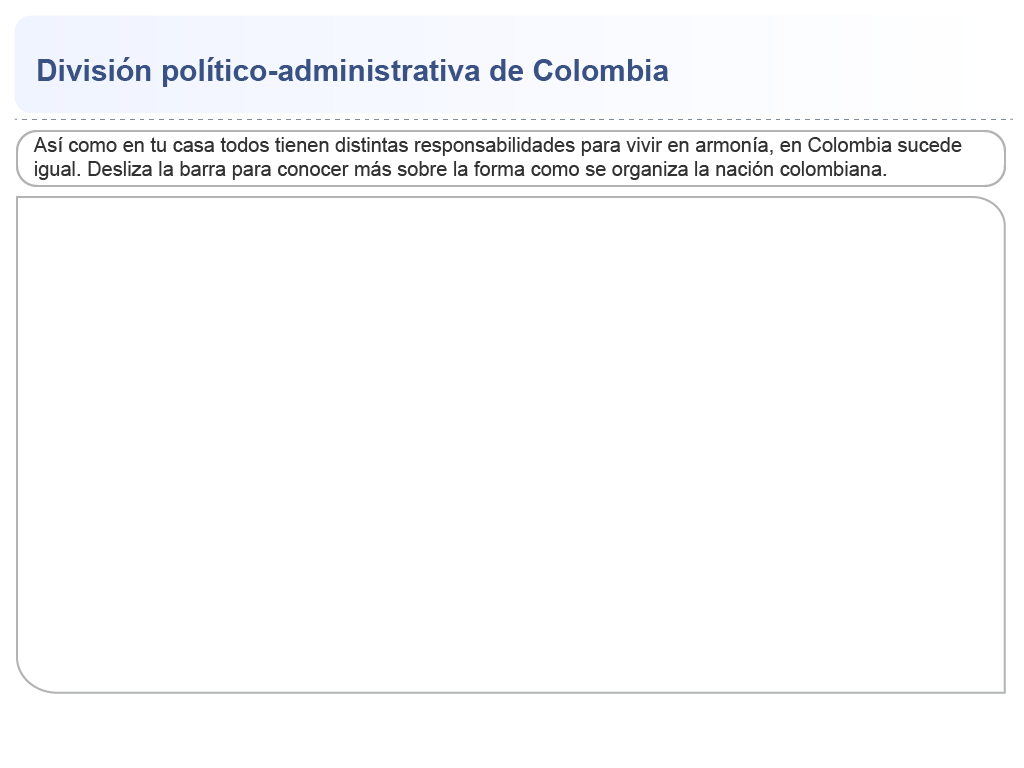 División político-administrativa de Colombia
Así como en tu casa todos tienen distintas responsabilidades para vivir en armonía, en Colombia sucede
igual. Desliza la barra para conocer más sobre la forma como se organiza la nación colombiana.